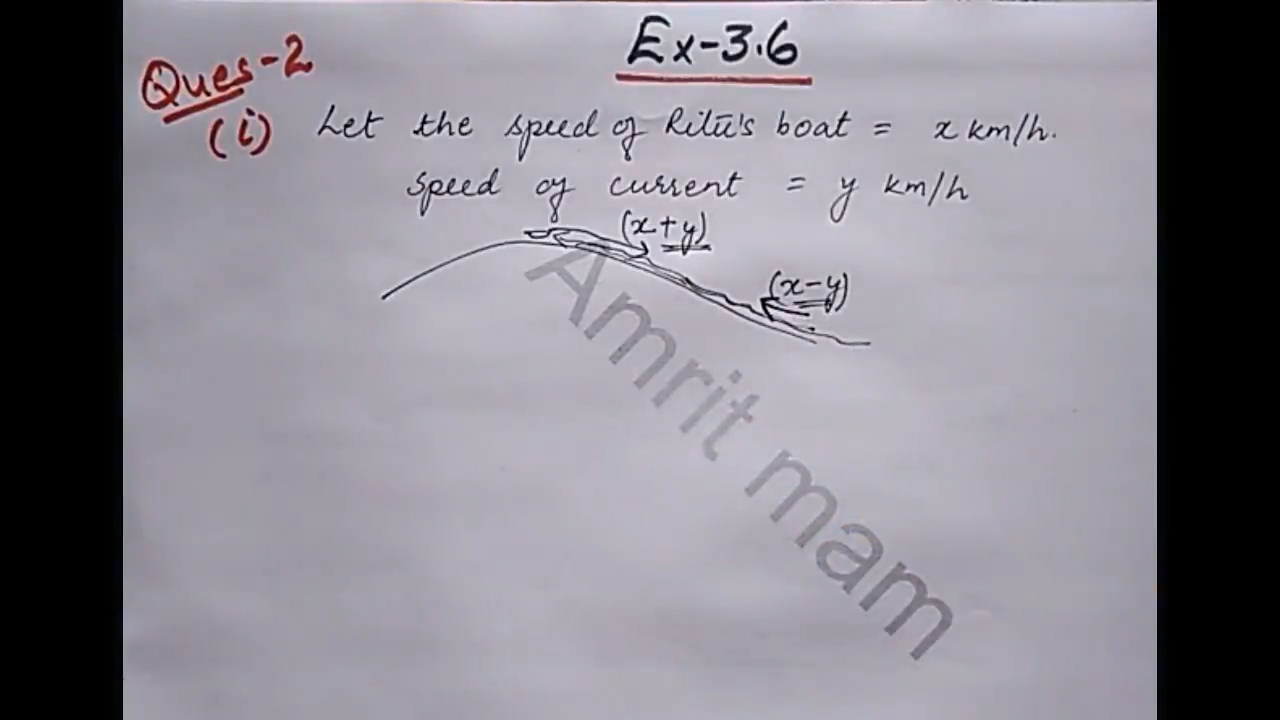 Ex-3.6
Ques-2
(i) Let the speed of Ritu's boat = x km/h.
speed of current = y km/h
(x+y)
(x-y)
Amrit mam